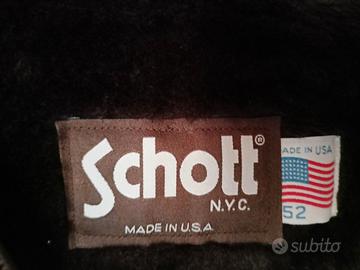 Schott®
N.Y.C.
MADE IN U.S.A.
MADE IN USA
52
subito